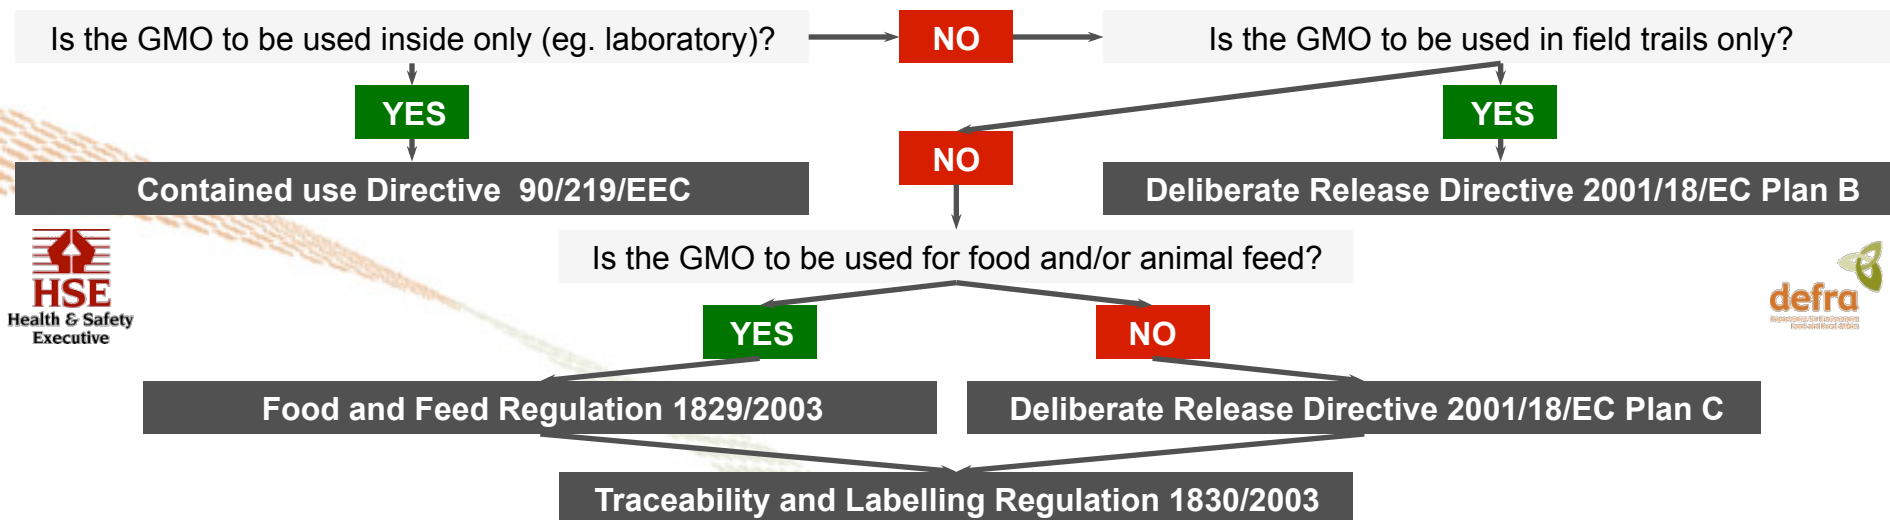 Is the GMO to be used inside only (eg. laboratory)?
NO
Is the GMO to be used in field trails only?
YES
NO
YES
Contained use Directive 90/219/EEC
Deliberate Release Directive 2001/18/EC Plan B
HSE
Health & Safety
Executive
Is the GMO to be used for food and/or animal feed?
defra
YES
NO
Food and Feed Regulation 1829/2003
Deliberate Release Directive 2001/18/EC Plan C
Traceability and Labelling Regulation 1830/2003